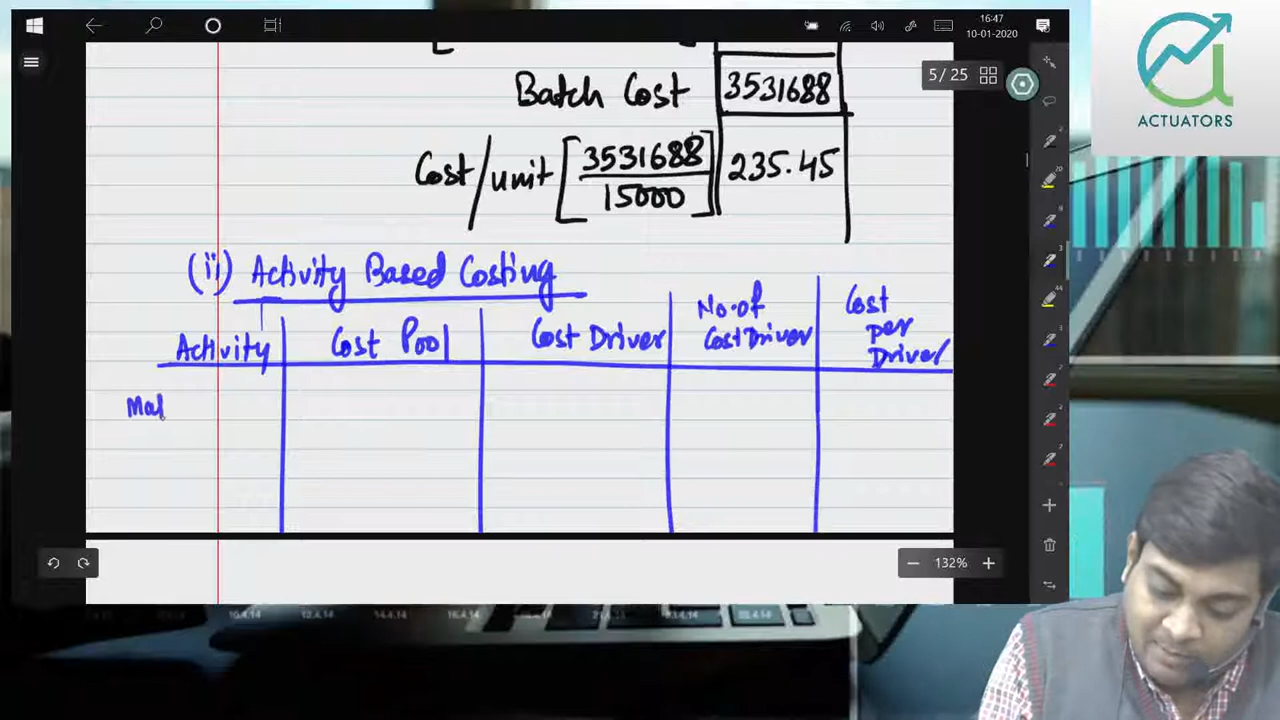 16:47
10-01-2020
5 / 25
ACTUATORS
Batch Cost 3531688
Cost/unit [3531688/15000] 235.45
(ii) Activity Based Costing
Activity
Cost Pool
Cost Driver
No. of
Cost Driver
Cost
per
Driver
Mal
132%